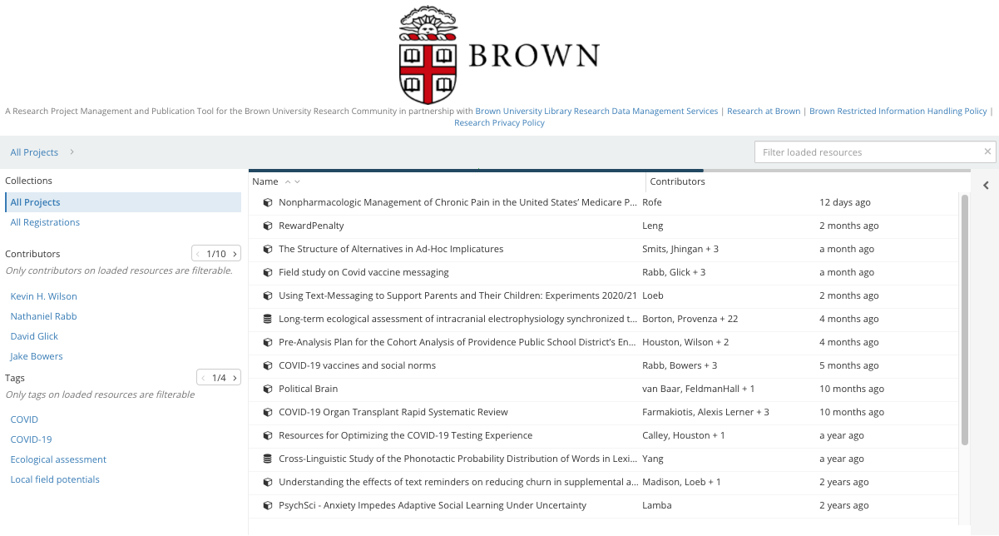 BROWN
A Research Project Management and Publication Tool for the Brown University Research Community in partnership with Brown University Library Research Data Management Services | Research at Brown | Brown Restricted Information Handling Policy |
Research Privacy Policy
All Projects
Filter loaded resources
Collections
All Projects
All Registrations
Contributors 1/10
Only contributors on loaded resources are filterable.
Kevin H. Wilson
Nathaniel Rabb
David Glick
Jake Bowers
Tags 1/4
Only tags on loaded resources are filterable
COVID
COVID-19
Ecological assessment
Local field potentials
Name Contributors
Nonpharmacologic Management of Chronic Pain in the United States’ Medicare P... Rofe 12 days ago
RewardPenalty Leng 2 months ago
The Structure of Alternatives in Ad-Hoc Implicatures Smits, Jhingan + 3 a month ago
Field study on Covid vaccine messaging Rabb, Glick + 3 a month ago
Using Text-Messaging to Support Parents and Their Children: Experiments 2020/21 Loeb 2 months ago
Long-term ecological assessment of intracranial electrophysiology synchronized t... Borton, Provenza + 22 4 months ago
Pre-Analysis Plan for the Cohort Analysis of Providence Public School District’s En... Houston, Wilson + 2 4 months ago
COVID-19 vaccines and social norms Rabb, Bowers + 3 5 months ago
Political Brain van Baar, FeldmanHall + 1 10 months ago
COVID-19 Organ Transplant Rapid Systematic Review Farmakiotis, Alexis Lerner + 3 10 months ago
Resources for Optimizing the COVID-19 Testing Experience Calley, Houston + 1 a year ago
Cross-Linguistic Study of the Phonotactic Probability Distribution of Words in Lexi... Yang a year ago
Understanding the effects of text reminders on reducing churn in supplemental a... Madison, Loeb + 1 2 years ago
PsychSci - Anxiety Impedes Adaptive Social Learning Under Uncertainty Lamba 2 years ago